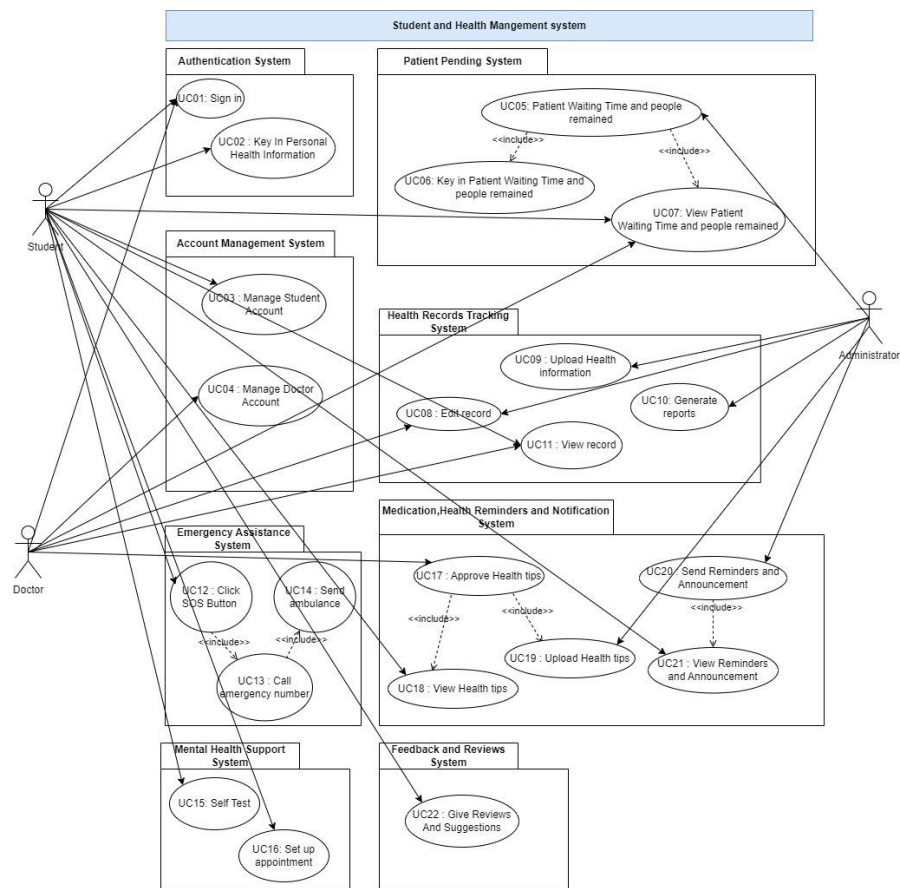 Student and Health Mangement system
Authentication System
UC01: Sign in
UC02 : Key In Personal
Health Information
Patient Pending System
UC05: Patient Waiting Time and people
remained
<<include>>
<<include>>
UC06: Key in Patient Waiting Time and
people remained
UC07: View Patient
Waiting Time and people remained
Student
Account Management System
UC03 : Manage Student
Account
UC04 : Manage Doctor
Account
Health Records Tracking
System
UC09 : Upload Health
information
UC10: Generate
reports
UC08 : Edit record
UC11 : View record
Administrator
Doctor
Emergency Assistance
System
UC12 : Click
SOS Button
UC14 : Send
ambulance
<<include>>
<<include>>
UC13 : Call
emergency number
Medication,Health Reminders and Notification
System
UC17 : Approve Health tips
UC20 : Send Reminders and
Announcement
<<include>>
<<include>>
<<include>>
UC19 : Upload Health tips
UC18 : View Health tips
UC21 : View Reminders
and Announcement
Mental Health Support
System
UC15: Self Test
UC16: Set up
appointment
Feedback and Reviews
System
UC22 : Give Reviews
And Suggestions